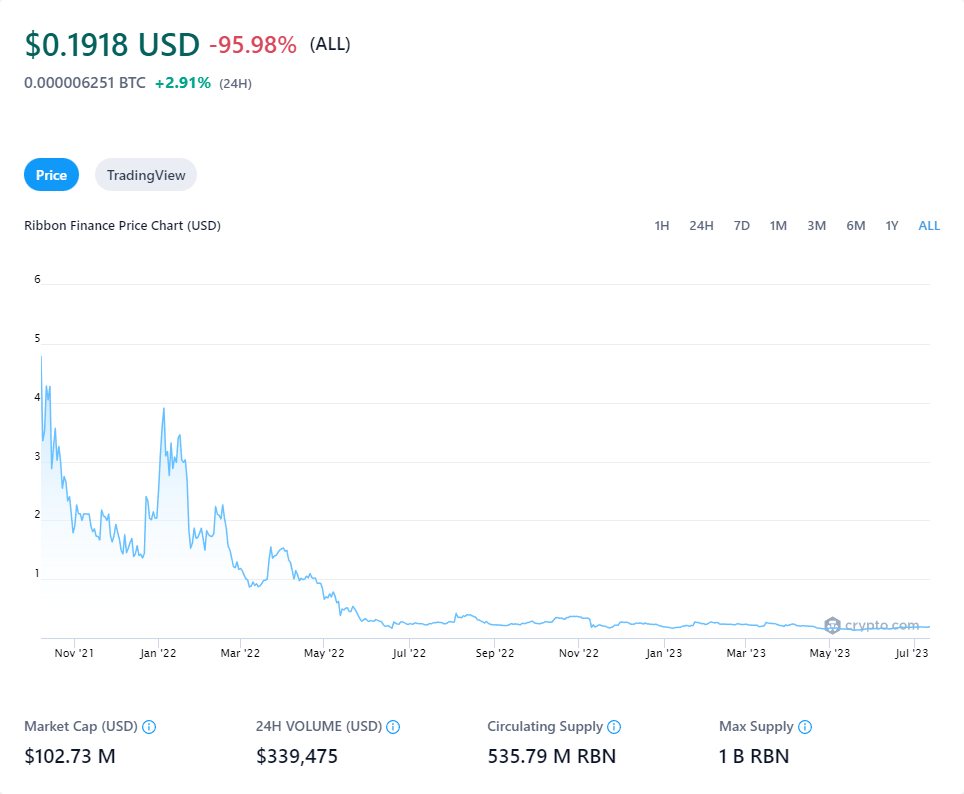 $0.1918 USD -95.98% (ALL)
0.000006251 BTC +2.91% (24H)
Price TradingView
Ribbon Finance Price Chart (USD) 1H 24H 7D 1M 3M 6M 1Y ALL
6
5
4
3
2
1
crypto.com
Nov '21 Jan '22 Mar '22 May '22 Jul '22 Sep '22 Nov '22 Jan '23 Mar '23 May '23 Jul '23
Market Cap (USD) 24H VOLUME (USD) Circulating Supply Max Supply
$102.73 M $339,475 535.79 M RBN 1 B RBN